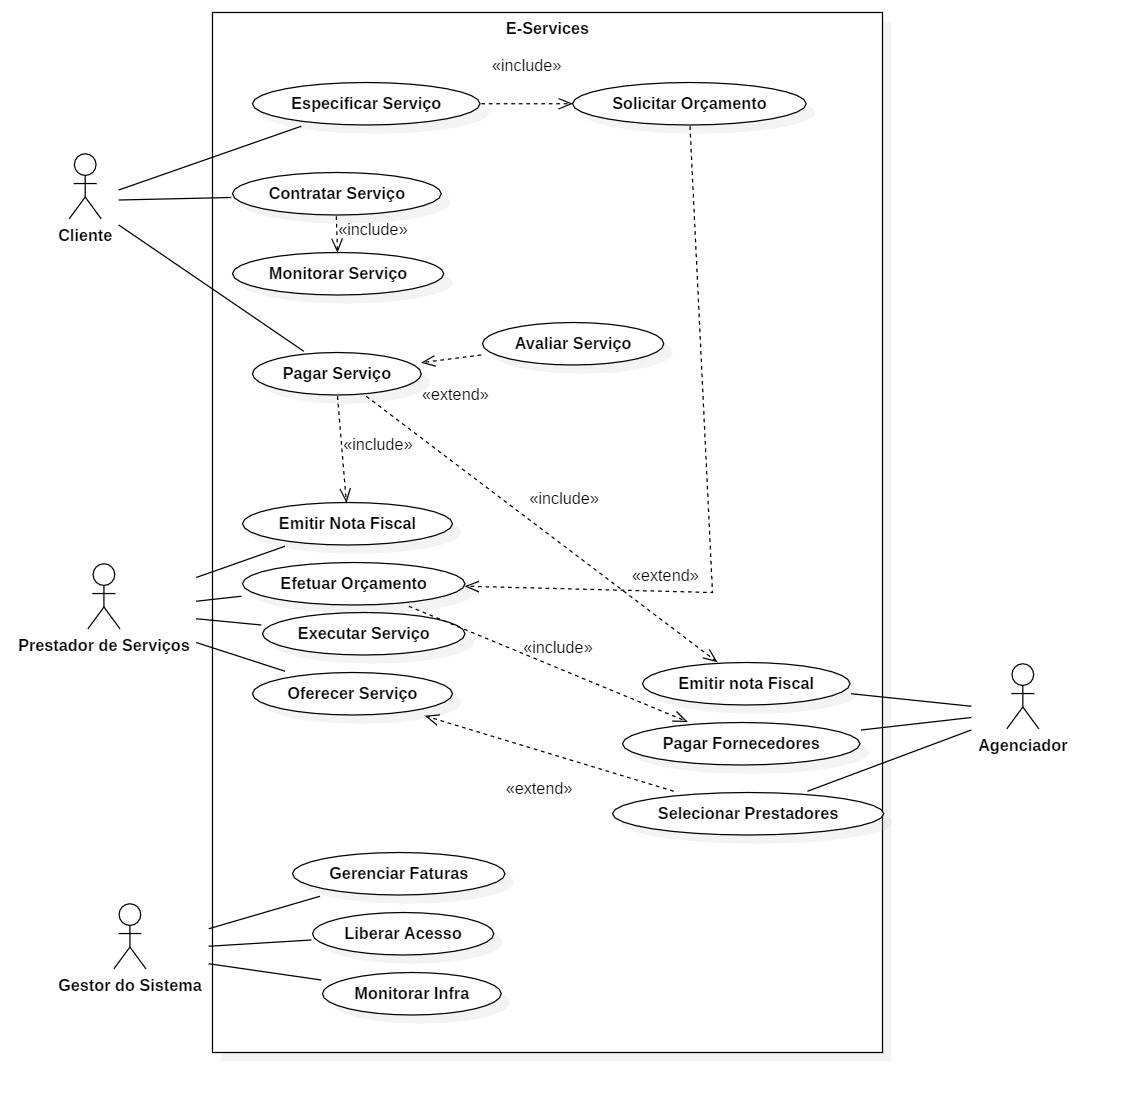 E-Services
«include»
Especificar Serviço
Solicitar Orçamento
Contratar Serviço
«include»
Cliente
Monitorar Serviço
Avaliar Serviço
Pagar Serviço
«extend»
«include»
«include»
Emitir Nota Fiscal
«extend»
Efetuar Orçamento
Executar Serviço
Prestador de Serviços
«include»
Emitir nota Fiscal
Oferecer Serviço
Pagar Fornecedores
Agenciador
«extend»
Selecionar Prestadores
Gerenciar Faturas
Liberar Acesso
Gestor do Sistema
Monitorar Infra